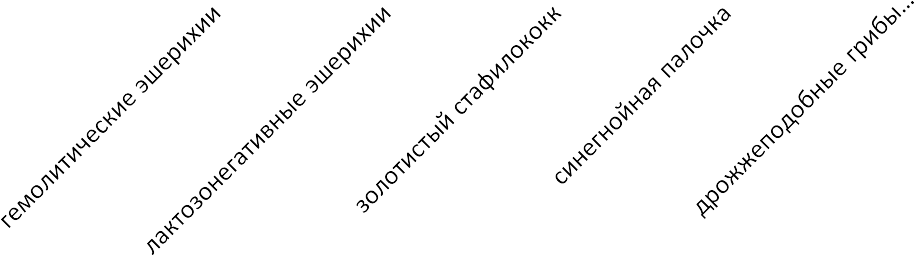 гемолитические эшерихии
лактозонегативные эшерихии
золотистый стафилококк
синегнойная палочка
дрожжеподобные грибы...